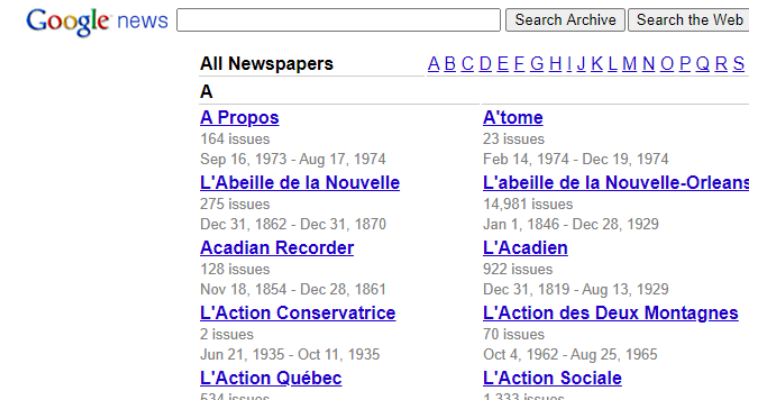 Google news Search Archive Search the Web
All Newspapers A B C D E F G H I J K L M N O P Q R S
A
A Propos A'tome
164 issues 23 issues
Sep 16, 1973 - Aug 17, 1974 Feb 14, 1974 - Dec 19, 1974
L'Abeille de la Nouvelle L'abeille de la Nouvelle-Orleans
275 issues 14,981 issues
Dec 31, 1862 - Dec 31, 1870 Jan 1, 1846 - Dec 28, 1929
Acadian Recorder L'Acadien
128 issues 922 issues
Nov 18, 1854 - Dec 28, 1861 Dec 31, 1819 - Aug 13, 1929
L'Action Conservatrice L'Action des Deux Montagnes
2 issues 70 issues
Jun 21, 1935 - Oct 11, 1935 Oct 4, 1962 - Aug 25, 1965
L'Action Québec L'Action Sociale
534 issues 1,333 issues